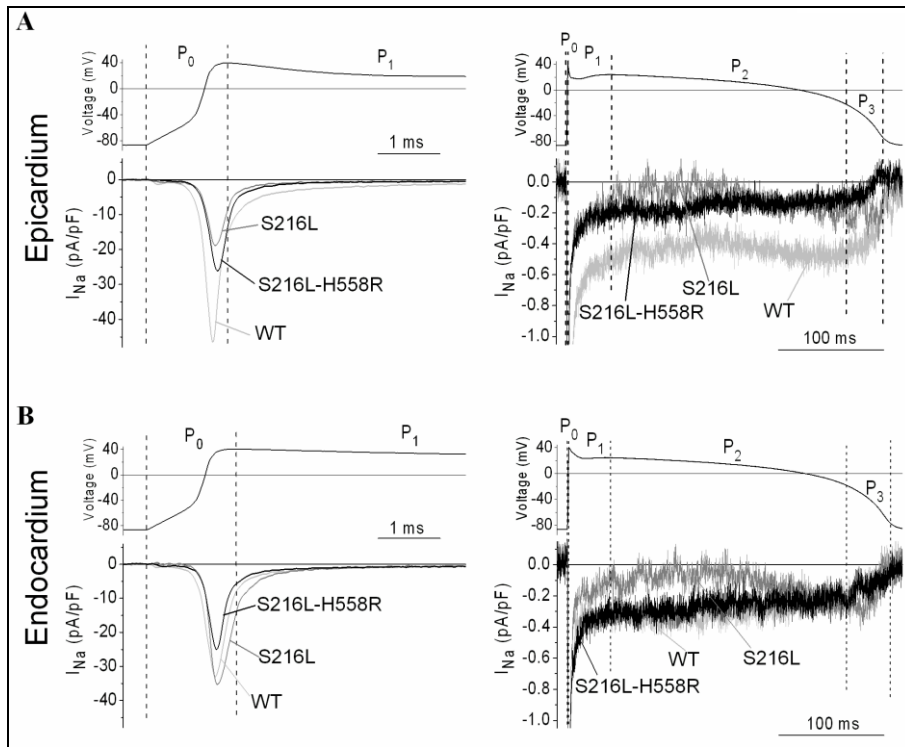 A
Epicardium
Voltage (mV)
40
0
-40
-80
P0
P1
1 ms
INa (pA/pF)
0
-10
-20
-30
-40
S216L
S216L-H558R
WT
Voltage (mV)
40
0
-40
-80
P0
P1
P2
P3
INa (pA/pF)
0.0
-0.2
-0.4
-0.6
-0.8
-1.0
S216L
S216L-H558R
WT
100 ms
B
Endocardium
Voltage (mV)
40
0
-40
-80
P0
P1
1 ms
INa (pA/pF)
0
-10
-20
-30
-40
S216L-H558R
S216L
WT
Voltage (mV)
40
0
-40
-80
P0
P1
P2
P3
INa (pA/pF)
0.0
-0.2
-0.4
-0.6
-0.8
-1.0
WT
S216L
S216L-H558R
100 ms